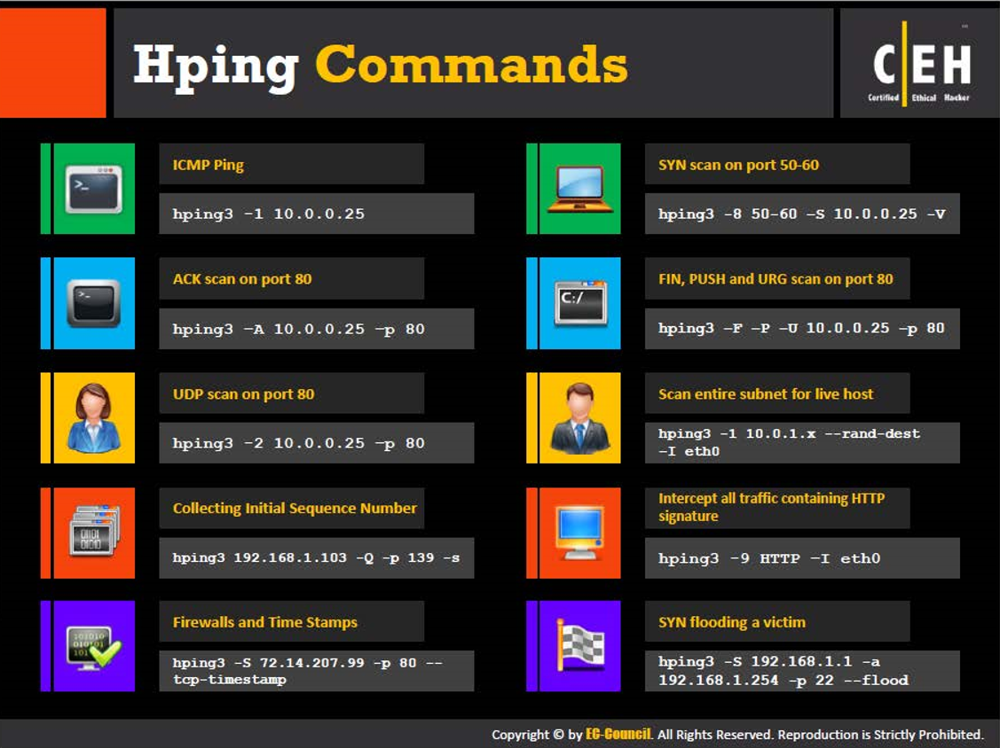 Hping Commands
C|EH
Certified Ethical Hacker
ICMP Ping
hping3 -1 10.0.0.25
SYN scan on port 50-60
hping3 -8 50-60 –S 10.0.0.25 –V
ACK scan on port 80
hping3 –A 10.0.0.25 –p 80
FIN, PUSH and URG scan on port 80
hping3 –F –P –U 10.0.0.25 –p 80
UDP scan on port 80
hping3 -2 10.0.0.25 –p 80
Scan entire subnet for live host
hping3 -1 10.0.1.x --rand-dest
–I eth0
Collecting Initial Sequence Number
hping3 192.168.1.103 -Q -p 139 -s
Intercept all traffic containing HTTP
signature
hping3 -9 HTTP –I eth0
Firewalls and Time Stamps
hping3 -S 72.14.207.99 -p 80 --
tcp-timestamp
SYN flooding a victim
hping3 -S 192.168.1.1 -a
192.168.1.254 -p 22 --flood
>_
>_
C:/
01101
01010
101010
01010
101
Copyright © by EC-Council. All Rights Reserved. Reproduction is Strictly Prohibited.